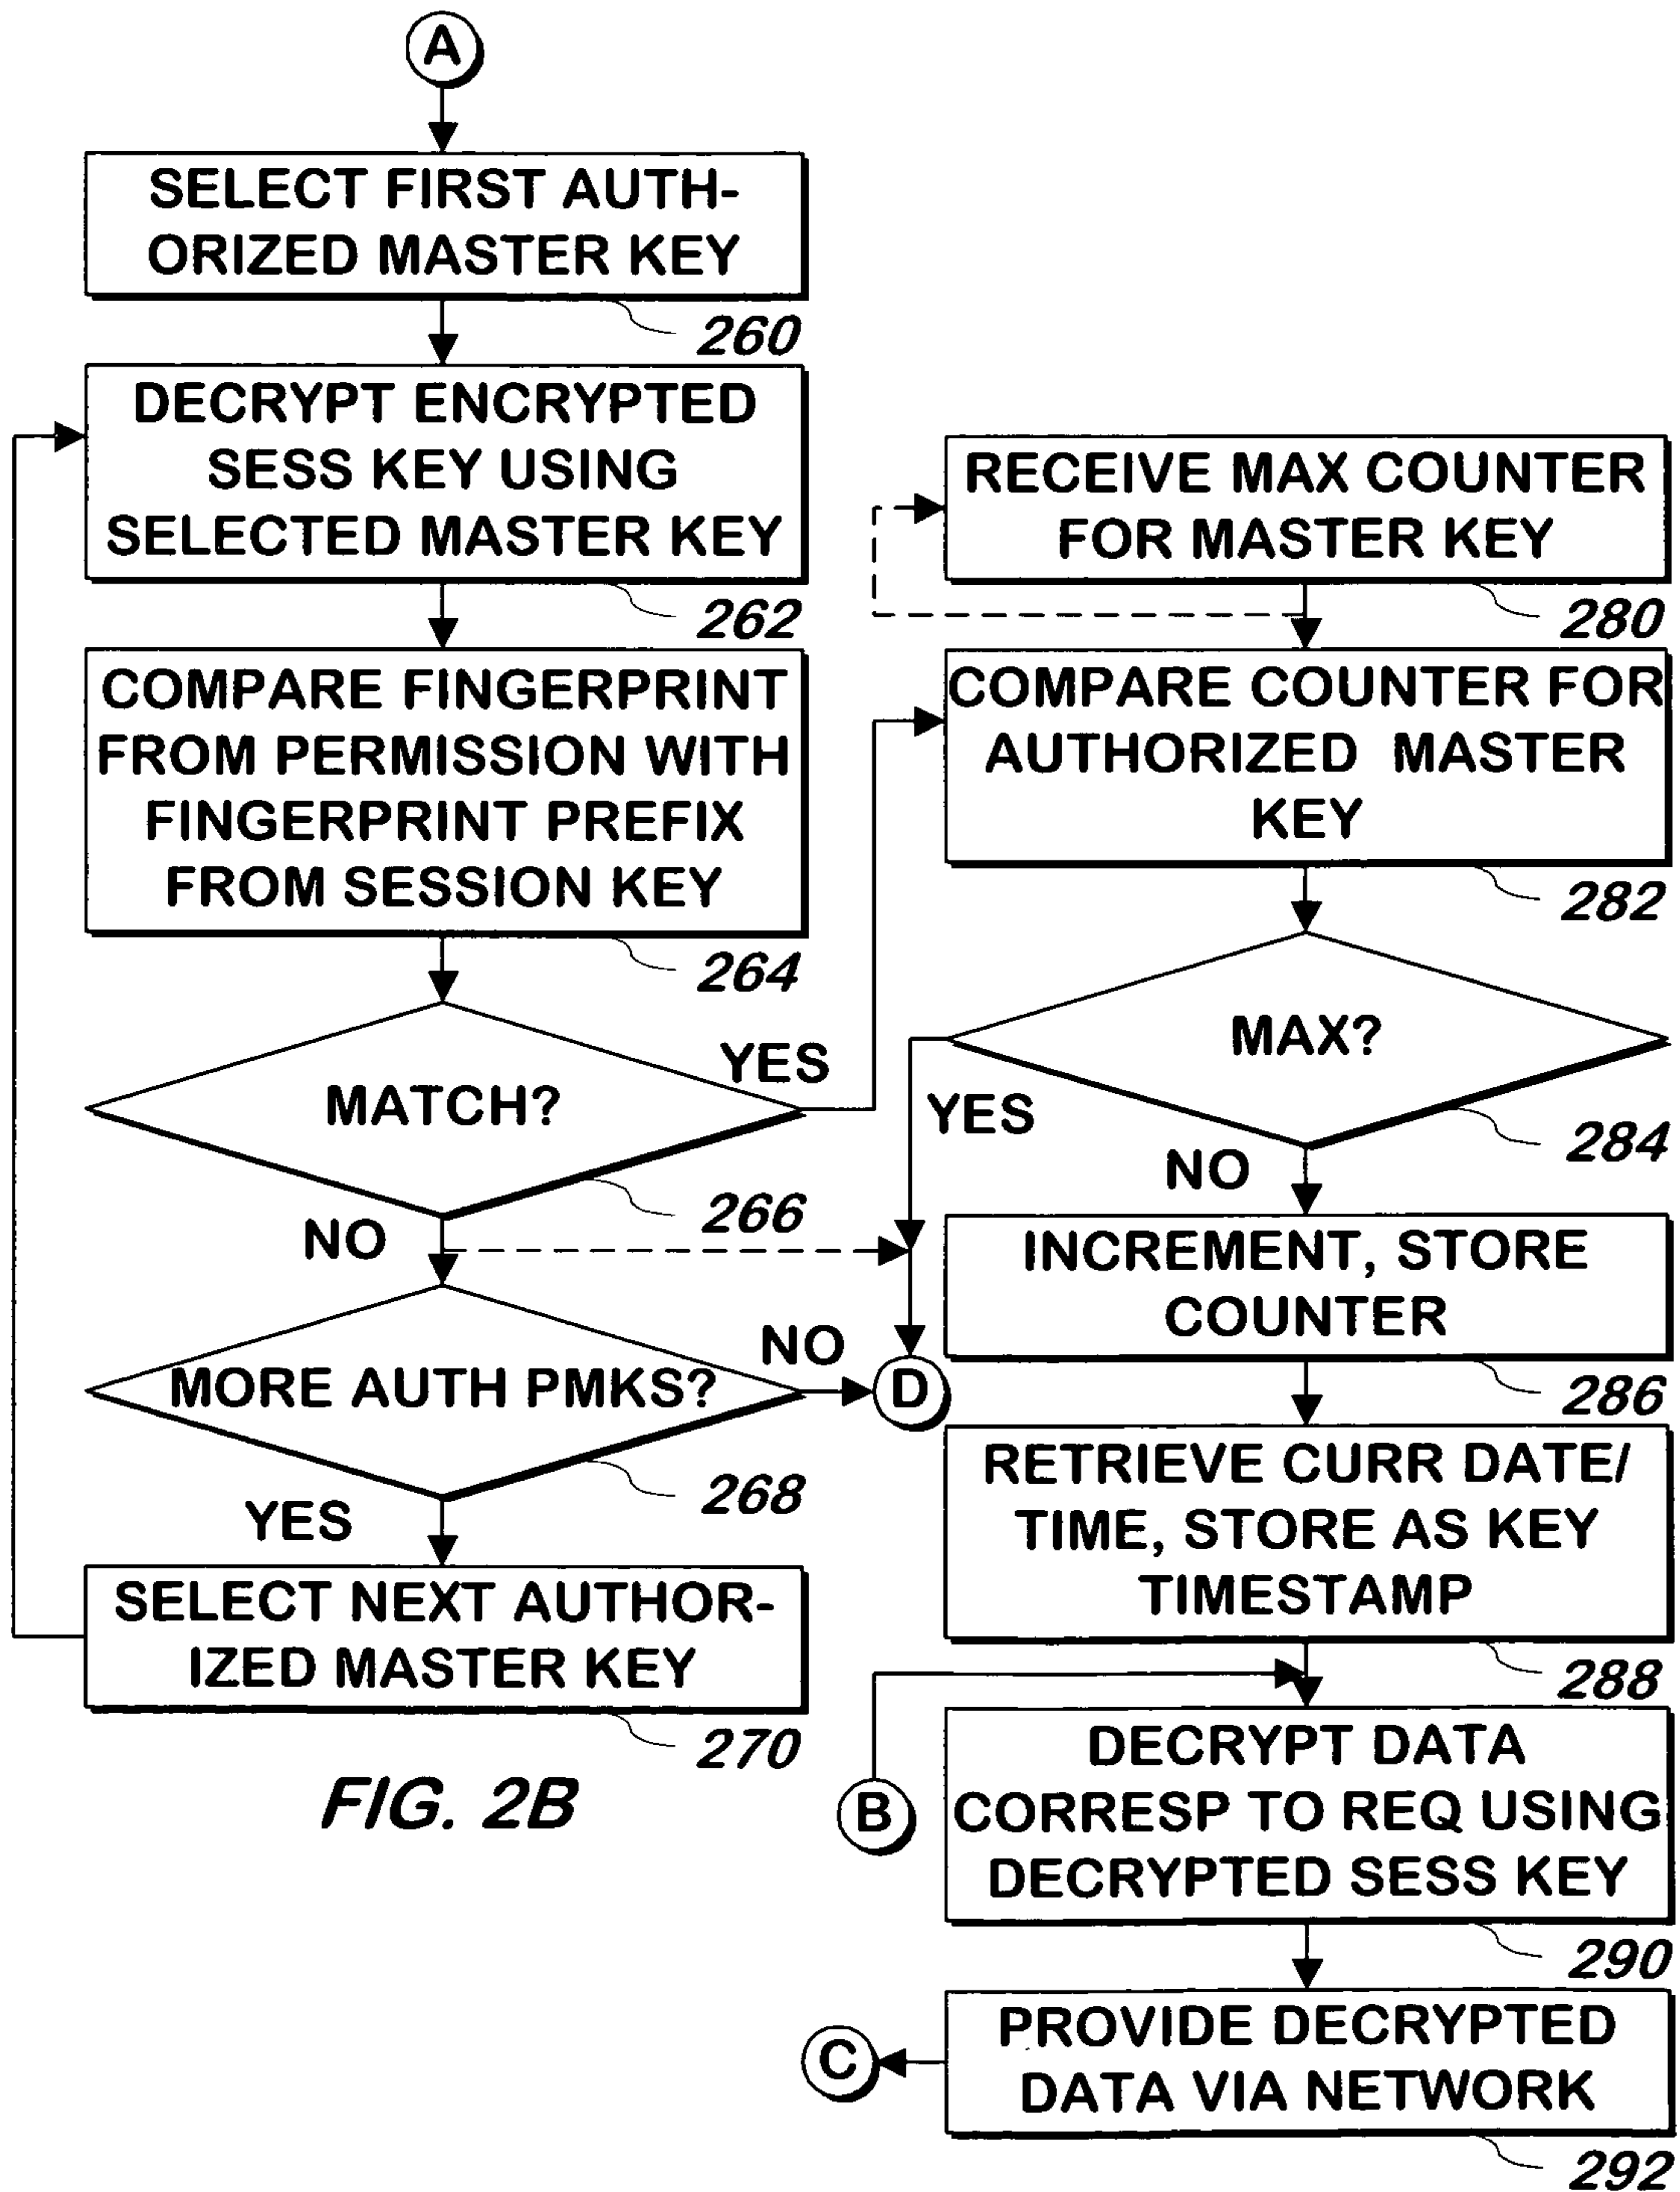 A
SELECT FIRST AUTH-
ORIZED MASTER KEY
260
DECRYPT ENCRYPTED
SESS KEY USING
SELECTED MASTER KEY
262
COMPARE FINGERPRINT
FROM PERMISSION WITH
FINGERPRINT PREFIX
FROM SESSION KEY
264
MATCH?
YES
266
NO
MORE AUTH PMKS?
NO
D
268
YES
SELECT NEXT AUTHOR-
IZED MASTER KEY
270
RECEIVE MAX COUNTER
FOR MASTER KEY
280
COMPARE COUNTER FOR
AUTHORIZED MASTER
KEY
282
MAX?
YES
284
NO
INCREMENT, STORE
COUNTER
286
RETRIEVE CURR DATE/
TIME, STORE AS KEY
TIMESTAMP
288
B
DECRYPT DATA
CORRESP TO REQ USING
DECRYPTED SESS KEY
290
PROVIDE DECRYPTED
DATA VIA NETWORK
292
C
FIG. 2B